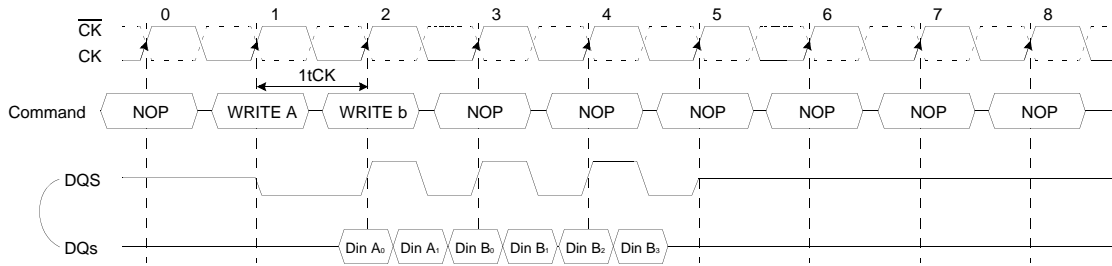 0 1 2 3 4 5 6 7 8
CK
CK
1tCK
Command NOP WRITE A WRITE b NOP NOP NOP NOP NOP NOP
DQS
DQs Din A0 Din A1 Din B0 Din B1 Din B2 Din B3